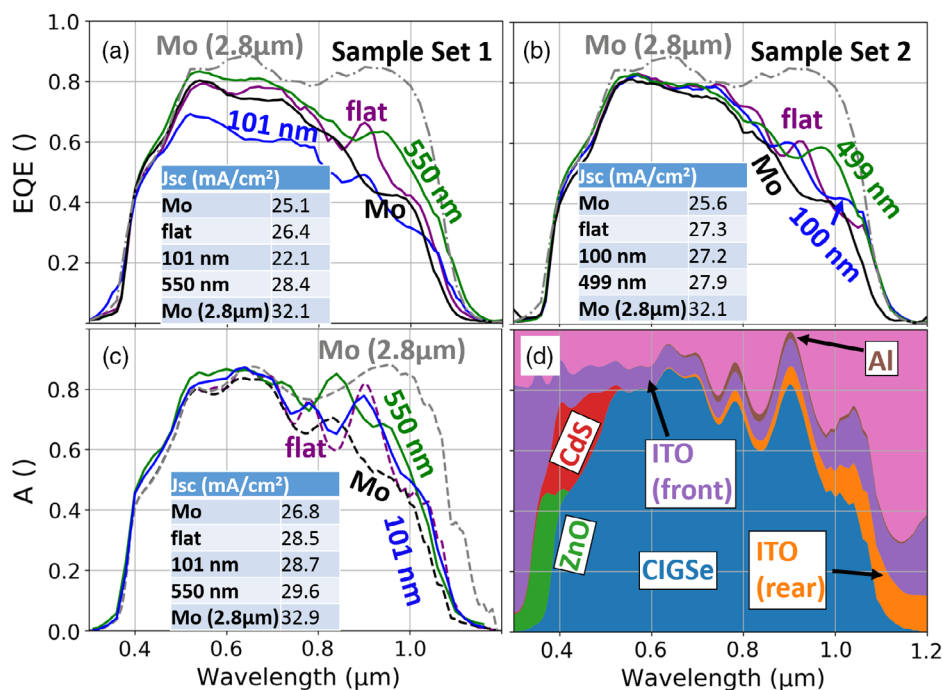 (a)
Mo (2.8µm)
Sample Set 1
101 nm
flat
550 nm
Mo
EQE ()
1.0
0.8
0.6
0.4
0.2
Jsc (mA/cm²)
Mo 25.1
flat 26.4
101 nm 22.1
550 nm 28.4
Mo (2.8µm) 32.1
(b)
Mo (2.8µm)
Sample Set 2
flat
499 nm
Mo
100 nm
Jsc (mA/cm²)
Mo 25.6
flat 27.3
100 nm 27.2
499 nm 27.9
Mo (2.8µm) 32.1
(c)
Mo (2.8µm)
550 nm
flat
Mo
101 nm
A ()
0.8
0.6
0.4
0.2
0.0
Jsc (mA/cm²)
Mo 26.8
flat 28.5
101 nm 28.7
550 nm 29.6
Mo (2.8µm) 32.9
0.4 0.6 0.8 1.0
Wavelength (µm)
(d)
Al
CdS
ITO
(front)
ZnO
CIGSe
ITO
(rear)
0.4 0.6 0.8 1.0 1.2
Wavelength (µm)